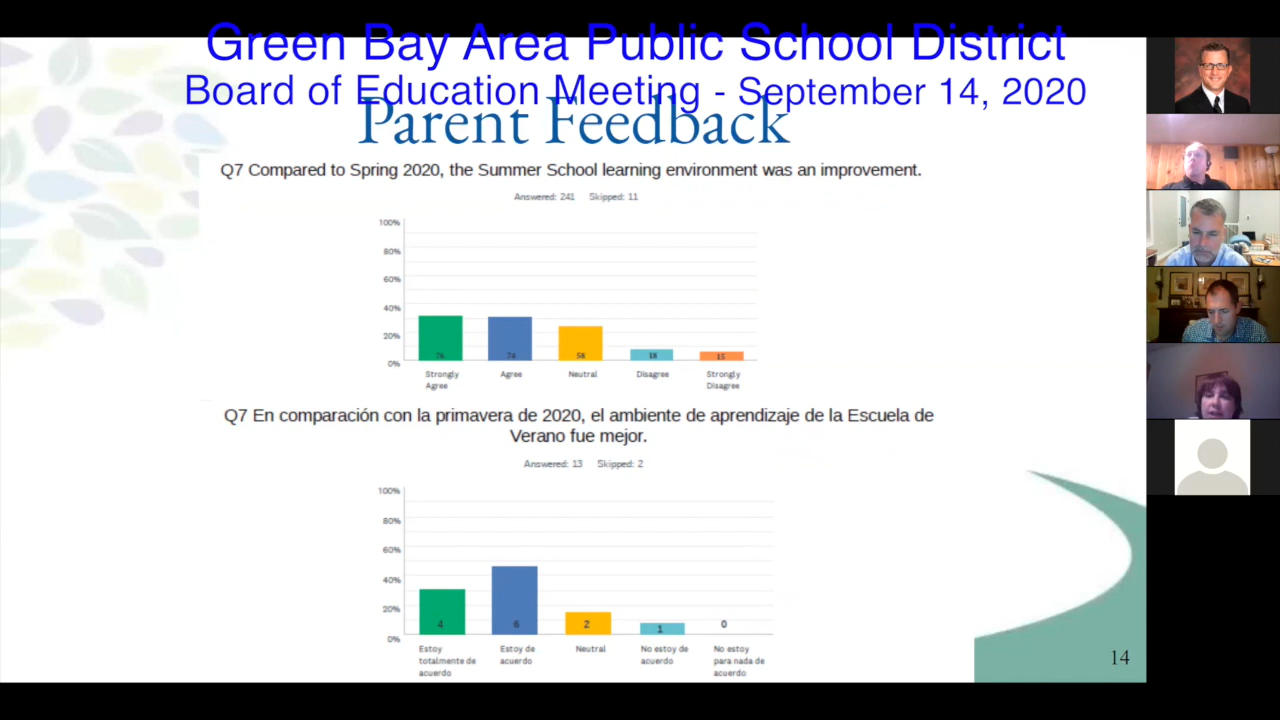 Green Bay Area Public School District
Board of Education Meeting - September 14, 2020
Parent Feedback
Q7 Compared to Spring 2020, the Summer School learning environment was an improvement.
Answered: 241 Skipped: 11
100%
80%
60%
40%
20%
0%
76 74 58 18 15
Strongly Agree
Agree
Neutral
Disagree
Strongly Disagree
Q7 En comparación con la primavera de 2020, el ambiente de aprendizaje de la Escuela de
Verano fue mejor.
Answered: 13 Skipped: 2
100%
80%
60%
40%
20%
0%
4 6 2 1 0
Estoy totalmente de acuerdo
Estoy de acuerdo
Neutral
No estoy de acuerdo
No estoy para nada de acuerdo
14